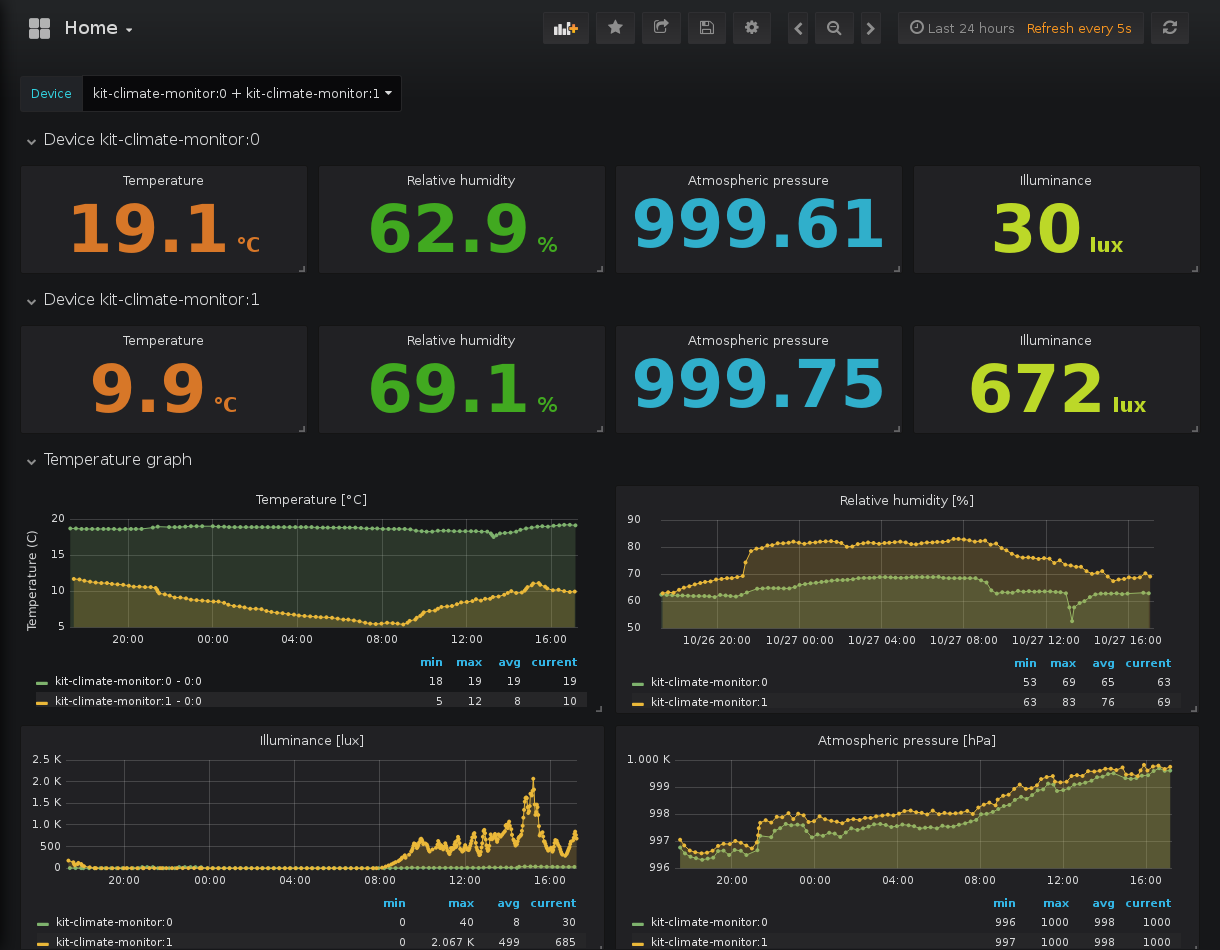 Home
Last 24 hours Refresh every 5s
Device kit-climate-monitor:0 + kit-climate-monitor:1
Device kit-climate-monitor:0
Temperature Relative humidity Atmospheric pressure Illuminance
19.1 °C 62.9 % 999.61 30 lux
Device kit-climate-monitor:1
Temperature Relative humidity Atmospheric pressure Illuminance
9.9 °C 69.1 % 999.75 672 lux
Temperature graph
Temperature [°C]
Temperature (C)
20
15
10
5
20:00 00:00 04:00 08:00 12:00 16:00
min max avg current
kit-climate-monitor:0 - 0:0 18 19 19 19
kit-climate-monitor:1 - 0:0 5 12 8 10
Relative humidity [%]
90
80
70
60
50
10/26 20:00 10/27 00:00 10/27 04:00 10/27 08:00 10/27 12:00 10/27 16:00
min max avg current
kit-climate-monitor:0 53 69 65 63
kit-climate-monitor:1 63 83 76 69
Illuminance [lux]
2.5 K
2.0 K
1.5 K
1.0 K
500
0
20:00 00:00 04:00 08:00 12:00 16:00
min max avg current
kit-climate-monitor:0 0 40 8 30
kit-climate-monitor:1 0 2.067 K 499 685
Atmospheric pressure [hPa]
1.000 K
999
998
997
996
20:00 00:00 04:00 08:00 12:00 16:00
min max avg current
kit-climate-monitor:0 996 1000 998 1000
kit-climate-monitor:1 997 1000 998 1000